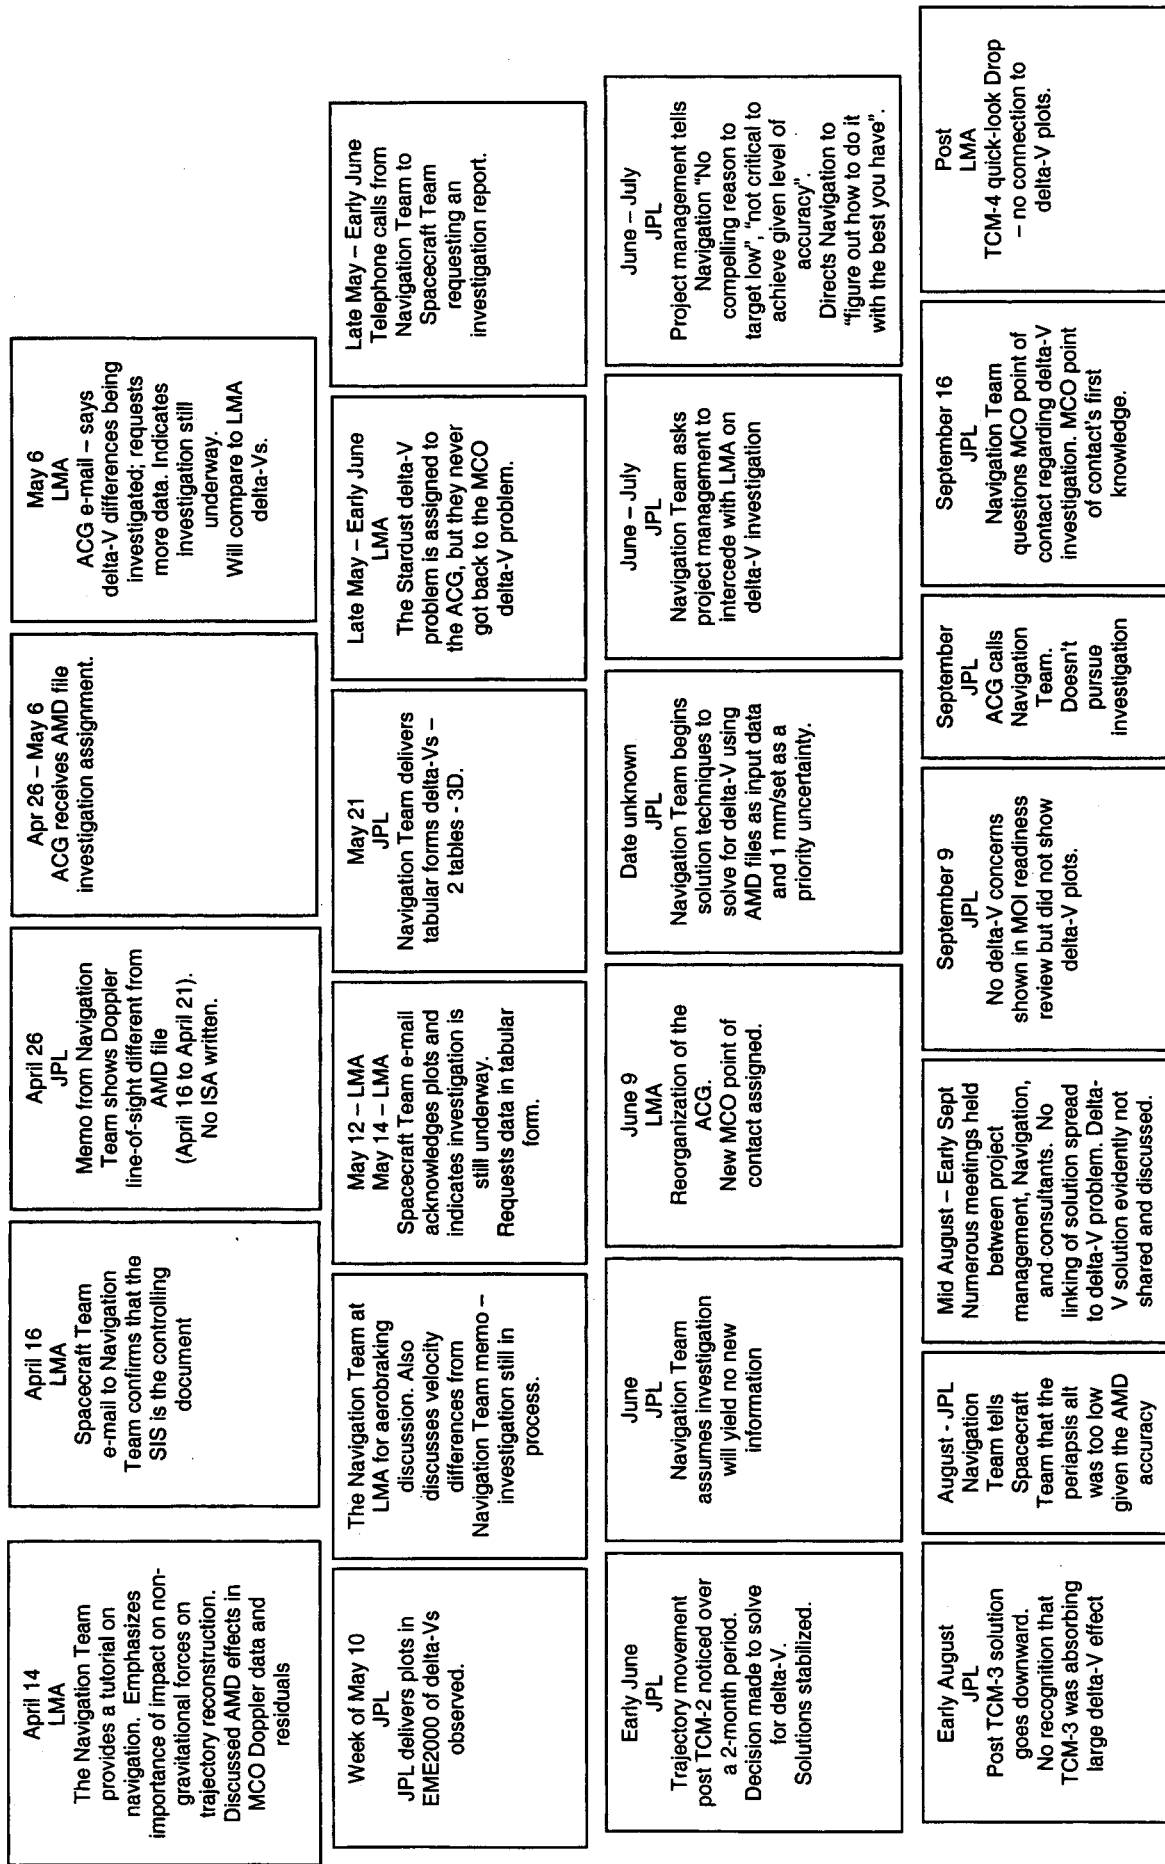 April 14
LMA
The Navigation Team
provides a tutorial on
navigation. Emphasizes
importance of impact on non-
gravitational forces on
trajectory reconstruction.
Discussed AMD effects in
MCO Doppler data and
residuals
April 16
LMA
Spacecraft Team
e-mail to Navigation
Team confirms that the
SIS is the controlling
document
April 26
JPL
Memo from Navigation
Team shows Doppler
line-of-sight different from
AMD file
(April 16 to April 21).
No ISA written.
Apr 26 – May 6
ACG receives AMD file
investigation assignment.
May 6
LMA
ACG e-mail – says
delta-V differences being
investigated; requests
more data. Indicates
investigation still
underway.
Will compare to LMA
delta-Vs.
Week of May 10
JPL
JPL delivers plots in
EME2000 of delta-Vs
observed.
The Navigation Team at
LMA for aerobraking
discussion. Also
discusses velocity
differences from
Navigation Team memo –
investigation still in
process.
May 12 – LMA
May 14 – LMA
Spacecraft Team e-mail
acknowledges plots and
indicates investigation is
still underway.
Requests data in tabular
form.
May 21
JPL
Navigation Team delivers
tabular forms delta-Vs –
2 tables - 3D.
Late May – Early June
LMA
The Stardust delta-V
problem is assigned to
the ACG, but they never
got back to the MCO
delta-V problem.
Late May – Early June
Telephone calls from
Navigation Team to
Spacecraft Team
requesting an
investigation report.
Early June
JPL
Trajectory movement
post TCM-2 noticed over
a 2-month period.
Decision made to solve
for delta-V.
Solutions stabilized.
June
JPL
Navigation Team
assumes investigation
will yield no new
information
June 9
LMA
Reorganization of the
ACG.
New MCO point of
contact assigned.
Date unknown
JPL
Navigation Team begins
solution techniques to
solve for delta-V using
AMD files as input data
and 1 mm/set as a
priority uncertainty.
June – July
JPL
Navigation Team asks
project management to
intercede with LMA on
delta-V investigation
June – July
JPL
Project management tells
Navigation “No
compelling reason to
target low”, “not critical to
achieve given level of
accuracy”.
Directs Navigation to
“figure out how to do it
with the best you have”.
Early August
JPL
Post TCM-3 solution
goes downward.
No recognition that
TCM-3 was absorbing
large delta-V effect
August - JPL
Navigation
Team tells
Spacecraft
Team that the
periapsis alt
was too low
given the AMD
accuracy
Mid August – Early Sept
Numerous meetings held
between project
management, Navigation,
and consultants. No
linking of solution spread
to delta-V problem. Delta-
V solution evidently not
shared and discussed.
September 9
JPL
No delta-V concerns
shown in MOI readiness
review but did not show
delta-V plots.
September
JPL
ACG calls
Navigation
Team.
Doesn't
pursue
investigation
September 16
JPL
Navigation Team
questions MCO point of
contact regarding delta-V
investigation. MCO point
of contact's first
knowledge.
Post
LMA
TCM-4 quick-look Drop
– no connection to
delta-V plots.